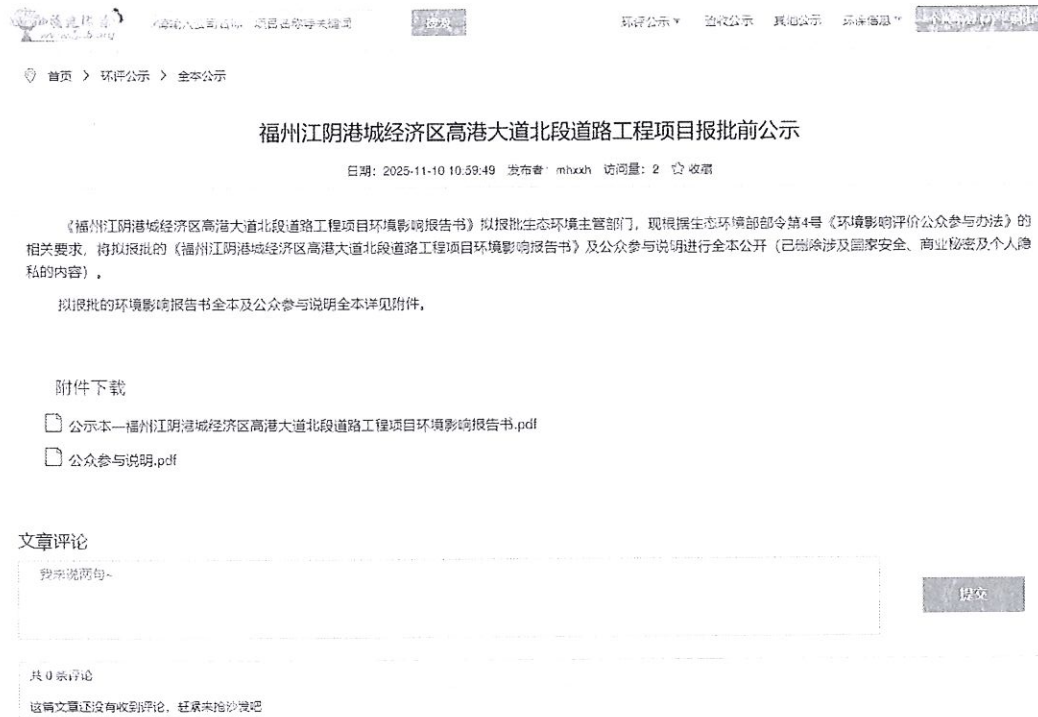 环评公示 验收公示 其他公示 环保信息
首页 > 环评公示 > 全本公示
福州江阴港城经济区高港大道北段道路工程项目报批前公示
日期：2025-11-10 10:59:49 发布者：mhxxh 访问量：2 收藏
《福州江阴港城经济区高港大道北段道路工程项目环境影响报告书》拟报批生态环境主管部门，现根据生态环境部部令第4号《环境影响评价公众参与办法》的
相关要求，将拟报批的《福州江阴港城经济区高港大道北段道路工程项目环境影响报告书》及公众参与说明进行全本公开（已删除涉及国家安全、商业秘密及个人隐
私的内容）。
拟报批的环境影响报告书全本及公众参与说明全本详见附件。
附件下载
公示本—福州江阴港城经济区高港大道北段道路工程项目环境影响报告书.pdf
公众参与说明.pdf
文章评论
我来说两句~
提交
共 0 条评论
这篇文章还没有收到评论，赶紧来抢沙发吧